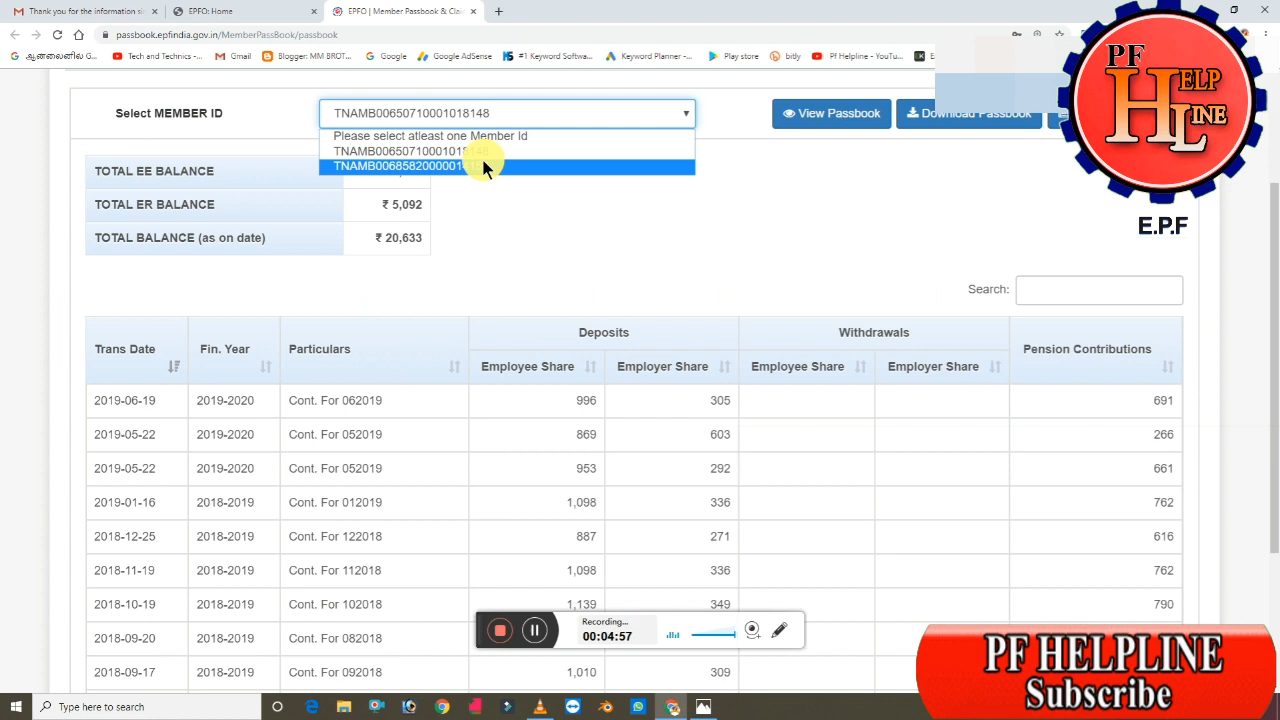 Thank you for the information s
EPFO: Home
EPFO | Member Passbook & Clai
passbook.epfindia.gov.in/MemberPassBook/passbook
ஆன்லைனில் G...
Tech and Technics -...
Gmail
Blogger: MM BROT...
Google
Google AdSense
#1 Keyword Softwa...
Keyword Planner -...
Play store
bitly
Pf Helpline - YouTu...
PF
HELP
LINE
E.P.F
Select MEMBER ID
TNAMB00650710001018148
View Passbook
Download Passbook
Please select atleast one Member Id
TNAMB00650710001018148
TOTAL EE BALANCE
TOTAL ER BALANCE ₹ 5,092
TOTAL BALANCE (as on date) ₹ 20,633
Search:
Trans Date Fin. Year Particulars Deposits Withdrawals Pension Contributions
Employee Share Employer Share Employee Share Employer Share
2019-06-19 2019-2020 Cont. For 062019 996 305 691
2019-05-22 2019-2020 Cont. For 052019 869 603 266
2019-05-22 2019-2020 Cont. For 052019 953 292 661
2019-01-16 2018-2019 Cont. For 012019 1,098 336 762
2018-12-25 2018-2019 Cont. For 122018 887 271 616
2018-11-19 2018-2019 Cont. For 112018 1,098 336 762
2018-10-19 2018-2019 Cont. For 102018 1,139 349 790
2018-09-20 2018-2019 Cont. For 082018
2018-09-17 2018-2019 Cont. For 092018 1,010 309
Recording...
00:04:57
PF HELPLINE
Subscribe
Type here to search